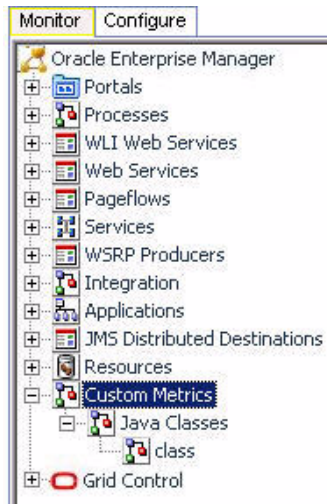 Monitor Configure
Oracle Enterprise Manager
Portals
Processes
WLI Web Services
Web Services
Pageflows
Services
WSRP Producers
Integration
Applications
JMS Distributed Destinations
Resources
Custom Metrics
Java Classes
class
Grid Control